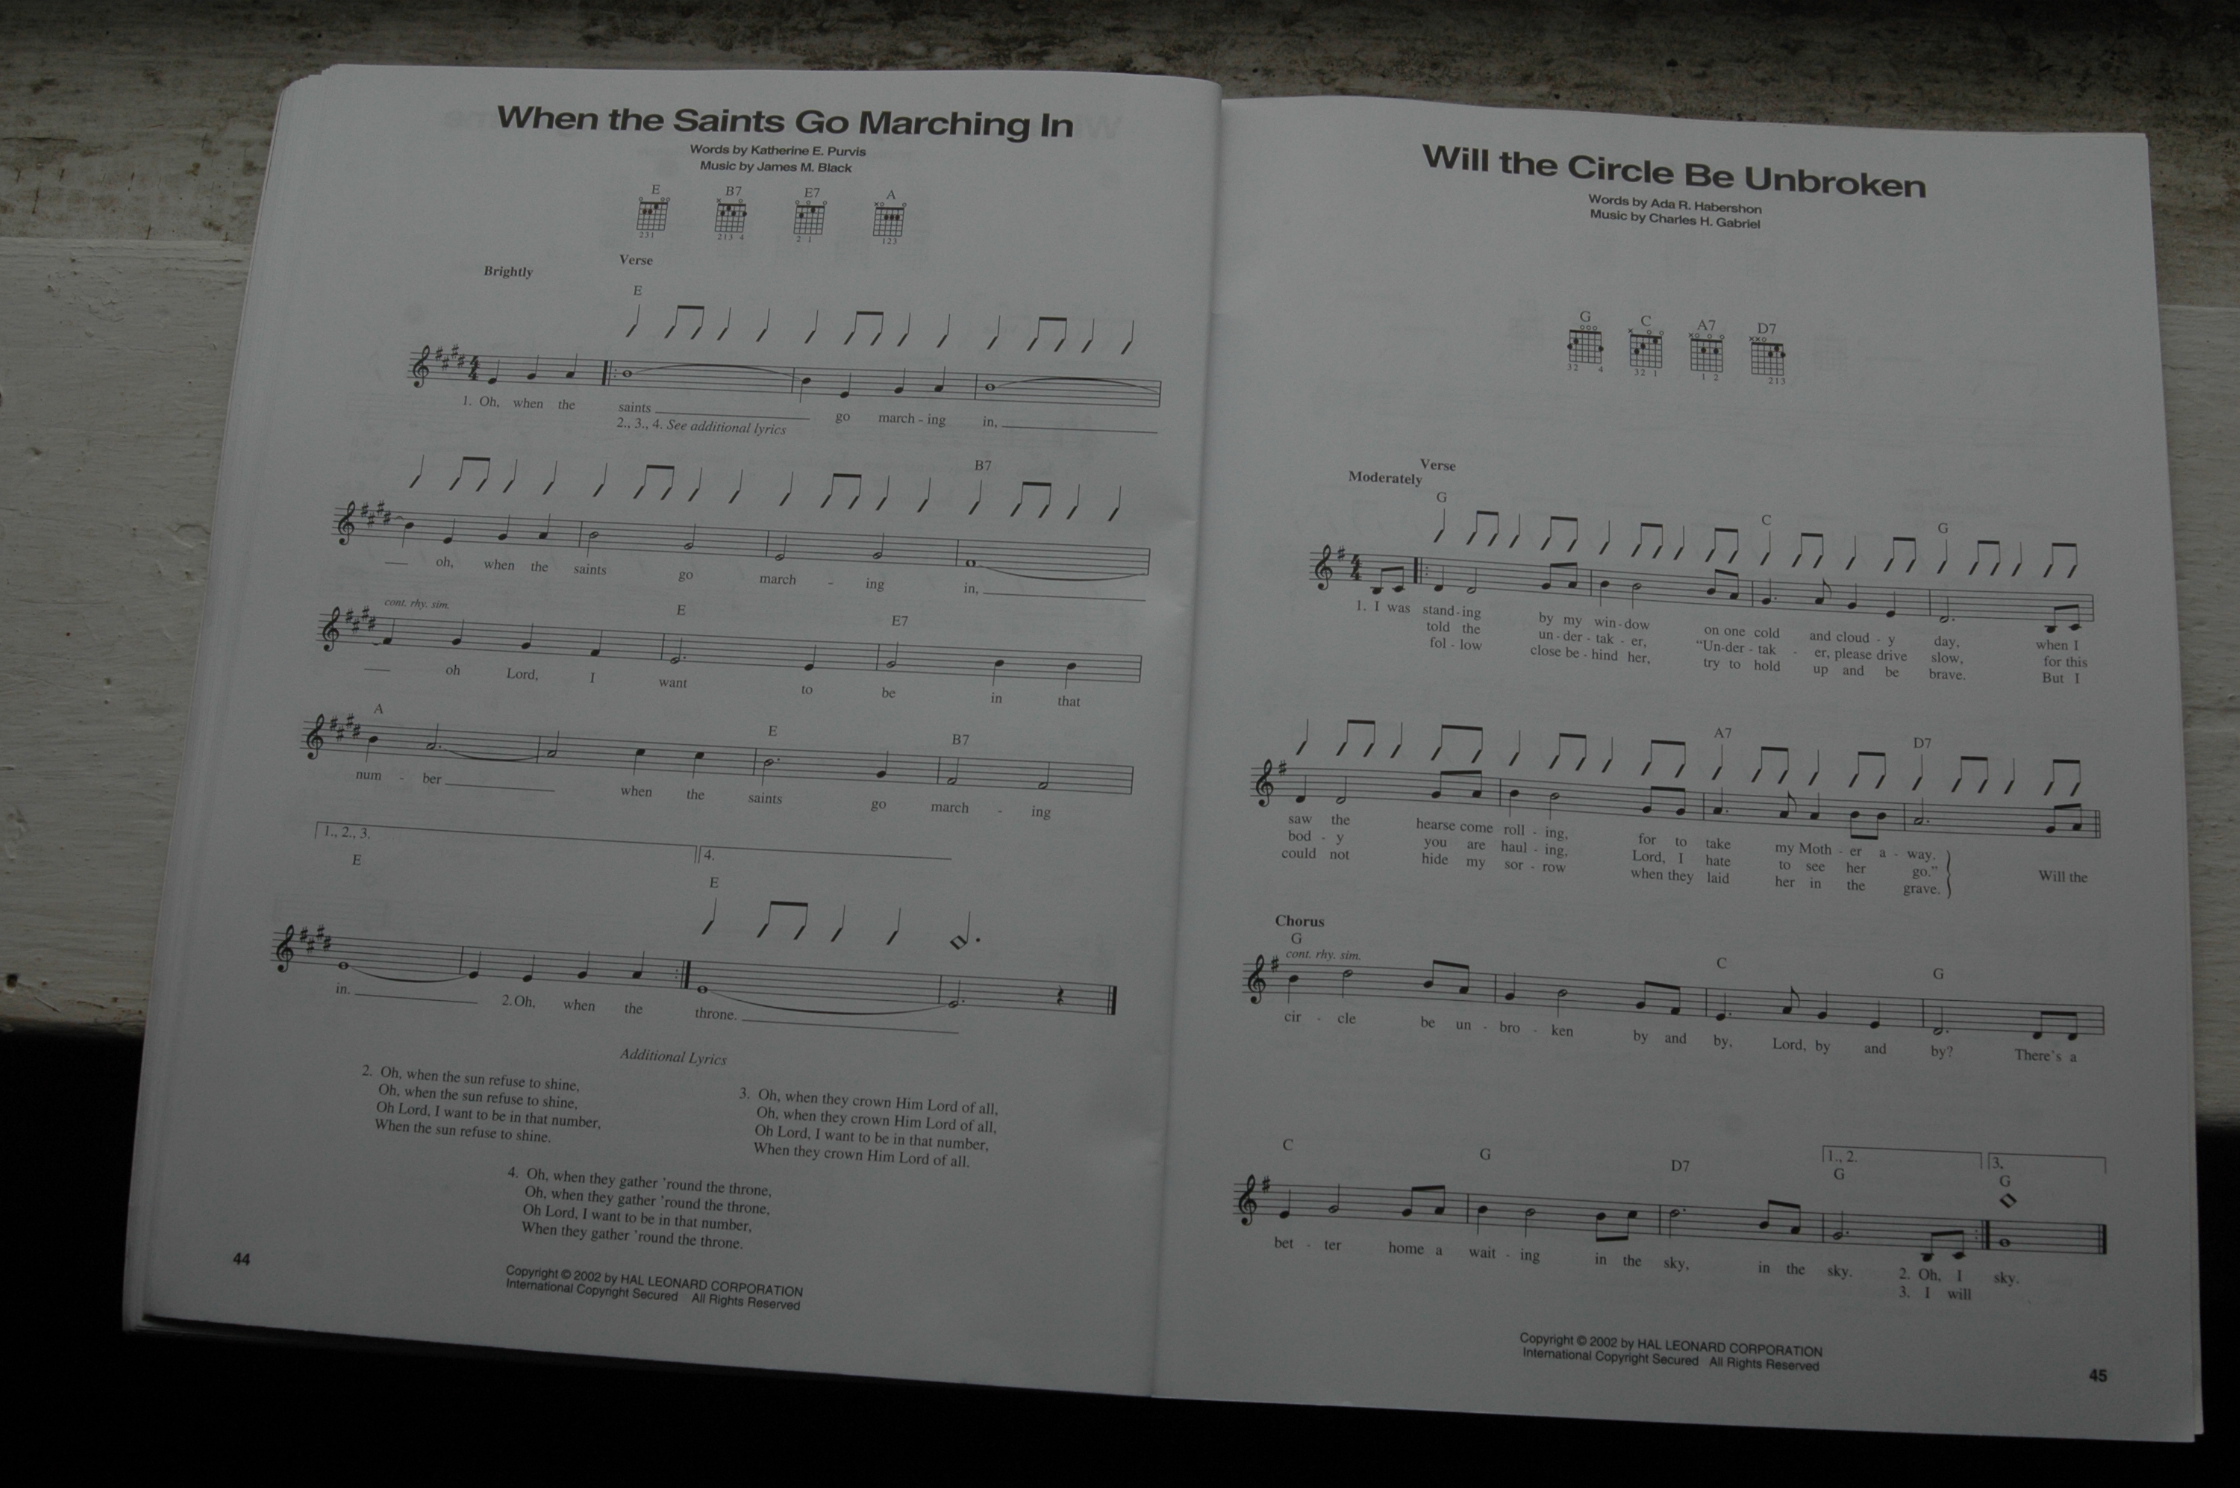 When the Saints Go Marching In
Words by Katherine E. Purvis
Music by James M. Black
E B7 E7 A
231 213 4 2 1 123
Verse
Brightly
E
1. Oh, when the saints go march - ing in,
2., 3., 4. See additional lyrics
B7
oh, when the saints go march - ing in,
cont. rhy. sim.
E E7
oh Lord, I want to be in that
A E B7
num - ber when the saints go march - ing
1., 2., 3. 4.
E E
in. 2. Oh, when the throne.
Additional Lyrics
2. Oh, when the sun refuse to shine,
Oh, when the sun refuse to shine,
Oh Lord, I want to be in that number,
When the sun refuse to shine.
3. Oh, when they crown Him Lord of all,
Oh, when they crown Him Lord of all,
Oh Lord, I want to be in that number,
When they crown Him Lord of all.
4. Oh, when they gather 'round the throne,
Oh, when they gather 'round the throne,
Oh Lord, I want to be in that number,
When they gather 'round the throne.
44
Copyright © 2002 by HAL LEONARD CORPORATION
International Copyright Secured All Rights Reserved
Will the Circle Be Unbroken
Words by Ada R. Habershon
Music by Charles H. Gabriel
G C A7 D7
32 4 32 1 1 2 213
Verse
Moderately
G C G
1. I was stand - ing by my win - dow on one cold and cloud - y day, when I
told the un - der - tak - er, "Un - der - tak - er, please drive slow, for this
fol - low close be - hind her, try to hold up and be brave. But I
A7 D7
saw the hearse come roll - ing, for to take my Moth - er a - way.
bod - y you are haul - ing, Lord, I hate to see her go."
could not hide my sor - row when they laid her in the grave.
Will the
Chorus
G C G
cont. rhy. sim.
cir - cle be un - bro - ken by and by, Lord, by and by? There's a
1., 2. 3.
C G D7 G G
bet - ter home a wait - ing in the sky, in the sky. 2. Oh, I sky.
3. I will
Copyright © 2002 by HAL LEONARD CORPORATION
International Copyright Secured All Rights Reserved
45